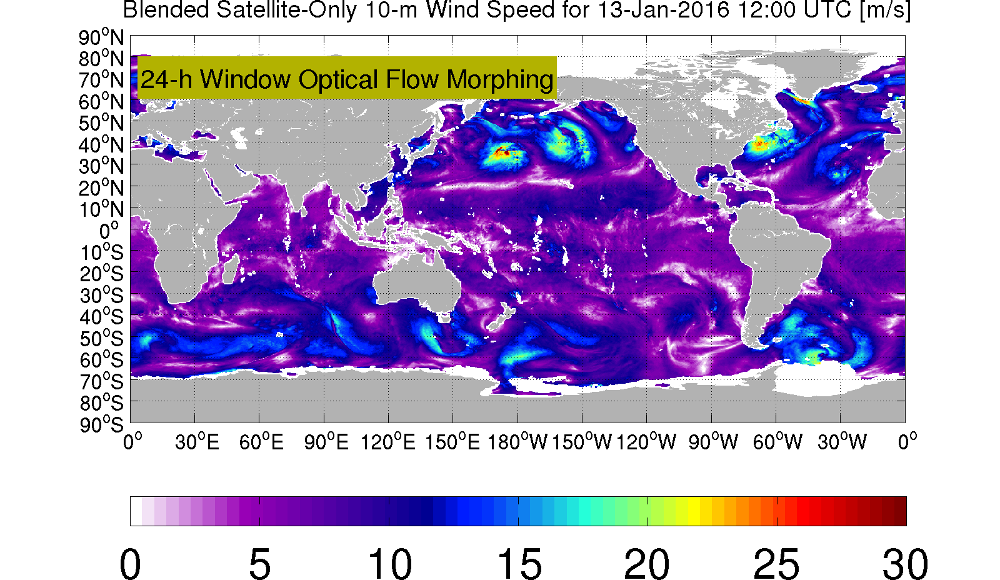 Blended Satellite-Only 10-m Wind Speed for 13-Jan-2016 12:00 UTC [m/s]
90°N
80°N
24-h Window Optical Flow Morphing
70°N
60°N
50°N
40°N
30°N
20°N
10°N
0°
10°S
20°S
30°S
40°S
50°S
60°S
70°S
80°S
90°S
0° 30°E 60°E 90°E 120°E 150°E 180°W 150°W 120°W 90°W 60°W 30°W 0°
0 5 10 15 20 25 30